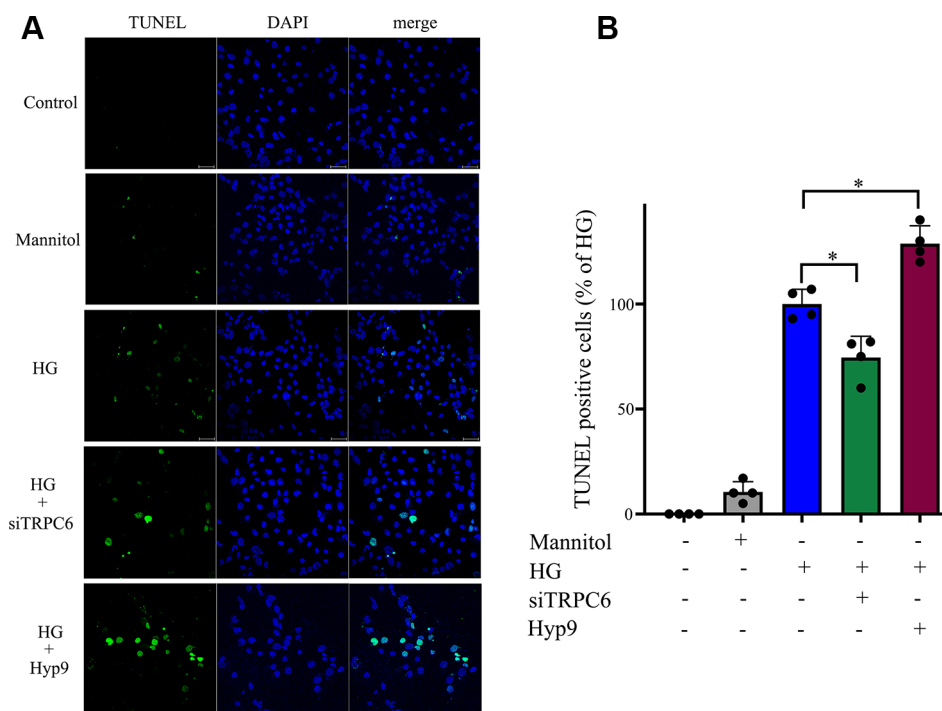 A
TUNEL DAPI merge
Control
Mannitol
HG
HG
+
siTRPC6
HG
+
Hyp9
B
TUNEL positive cells (% of HG)
100
50
0
*
*
Mannitol - + - - -
HG - - + + +
siTRPC6 - - - + -
Hyp9 - - - - +